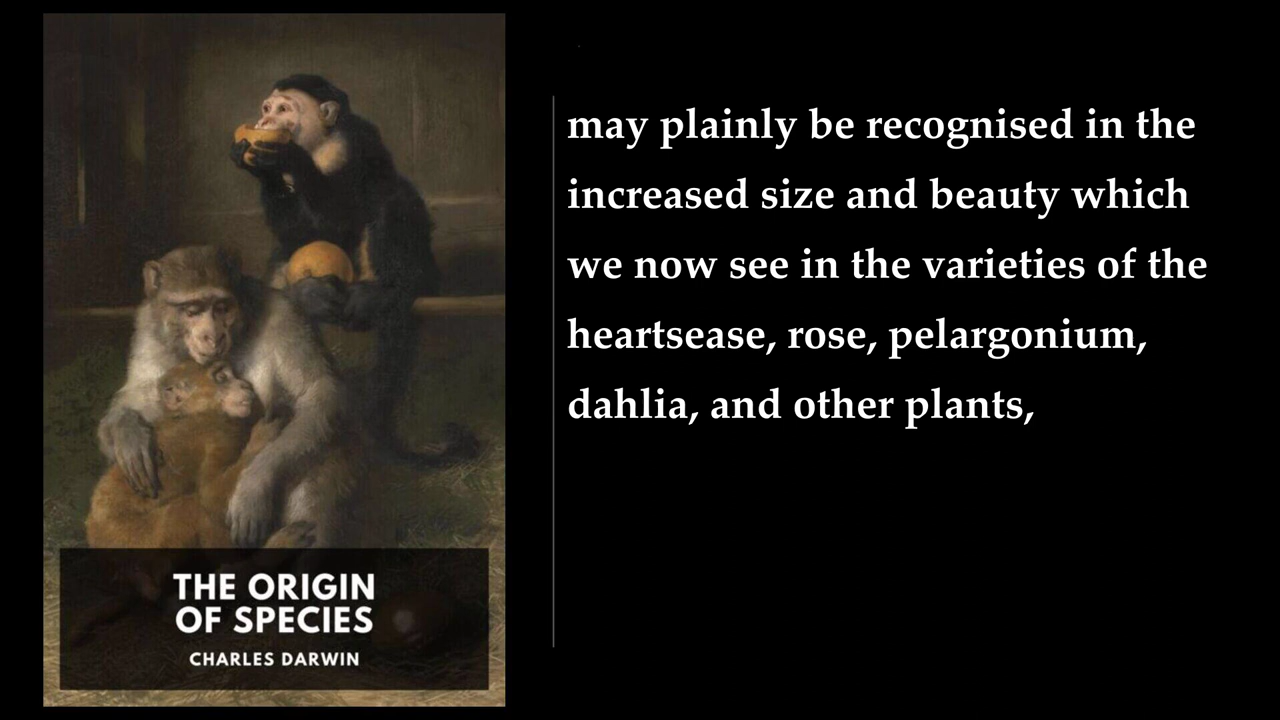 may plainly be recognised in the
increased size and beauty which
we now see in the varieties of the
heartsease, rose, pelargonium,
dahlia, and other plants,
THE ORIGIN
OF SPECIES
CHARLES DARWIN